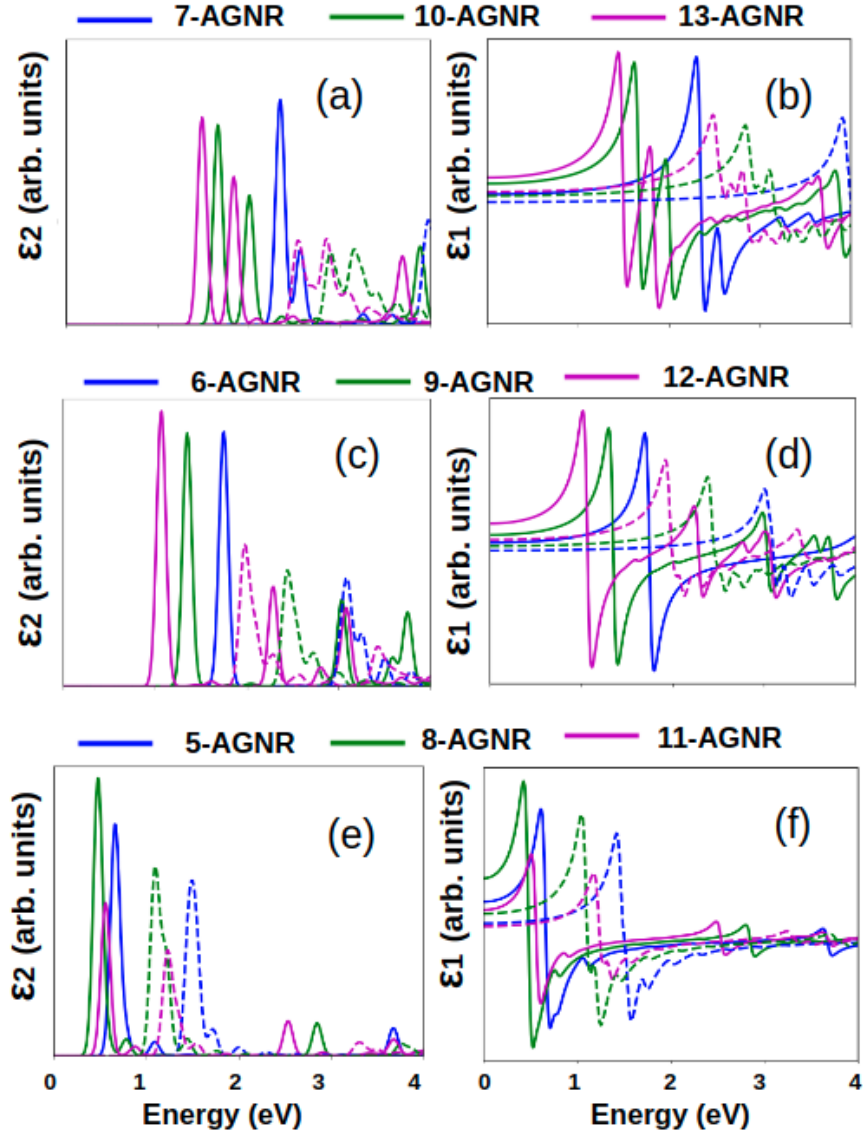 7-AGNR 10-AGNR 13-AGNR
ε2 (arb. units) (a) ε1 (arb. units) (b)
6-AGNR 9-AGNR 12-AGNR
ε2 (arb. units) (c) ε1 (arb. units) (d)
5-AGNR 8-AGNR 11-AGNR
ε2 (arb. units) (e) ε1 (arb. units) (f)
0 1 2 3 4
0 1 2 3 4
Energy (eV) Energy (eV)